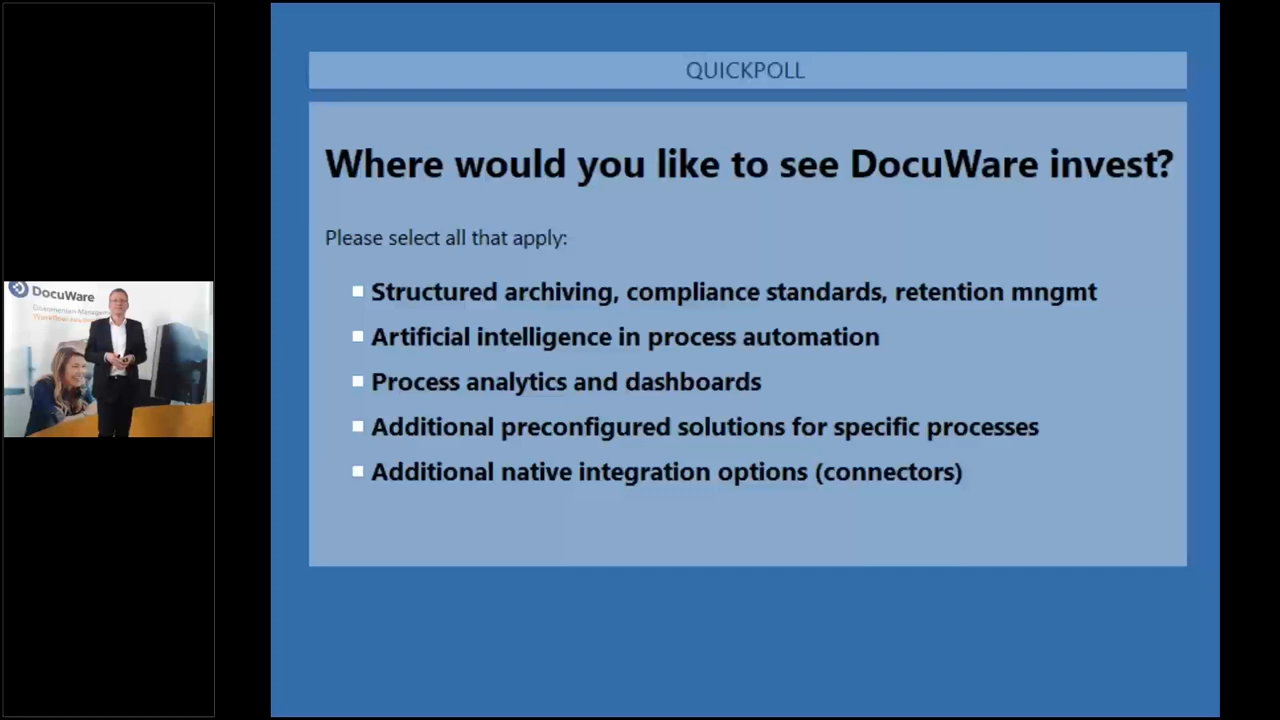 QUICKPOLL
Where would you like to see DocuWare invest?
Please select all that apply:
Structured archiving, compliance standards, retention mngmt
Artificial intelligence in process automation
Process analytics and dashboards
Additional preconfigured solutions for specific processes
Additional native integration options (connectors)
DocuWare